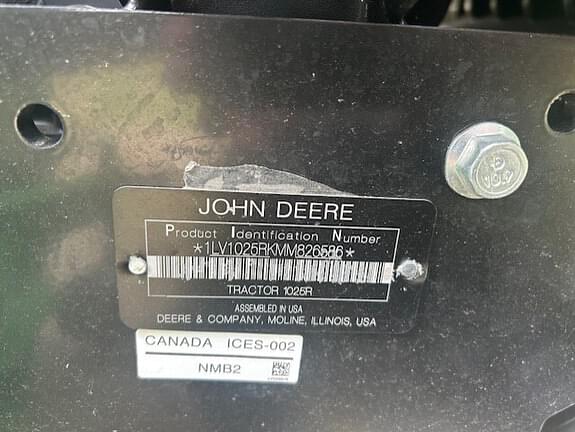 JOHN DEERE
Product Identification Number
*1LV1025RKMM826586*
TRACTOR 1025R
ASSEMBLED IN USA
DEERE & COMPANY, MOLINE, ILLINOIS, USA
CANADA ICES-002
NMB2